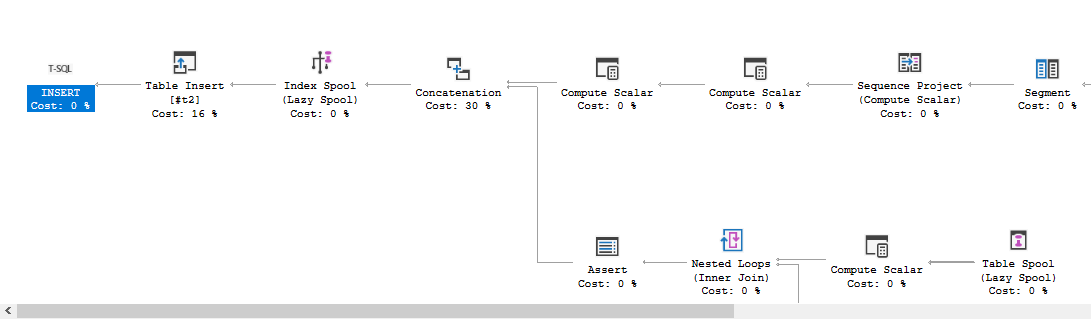 T-SQL
INSERT
Cost: 0 %
Table Insert
[#t2]
Cost: 16 %
Index Spool
(Lazy Spool)
Cost: 0 %
Concatenation
Cost: 30 %
Compute Scalar
Cost: 0 %
Compute Scalar
Cost: 0 %
Sequence Project
(Compute Scalar)
Cost: 0 %
Segment
Cost: 0 %
Assert
Cost: 0 %
Nested Loops
(Inner Join)
Cost: 0 %
Compute Scalar
Cost: 0 %
Table Spool
(Lazy Spool)
Cost: 0 %